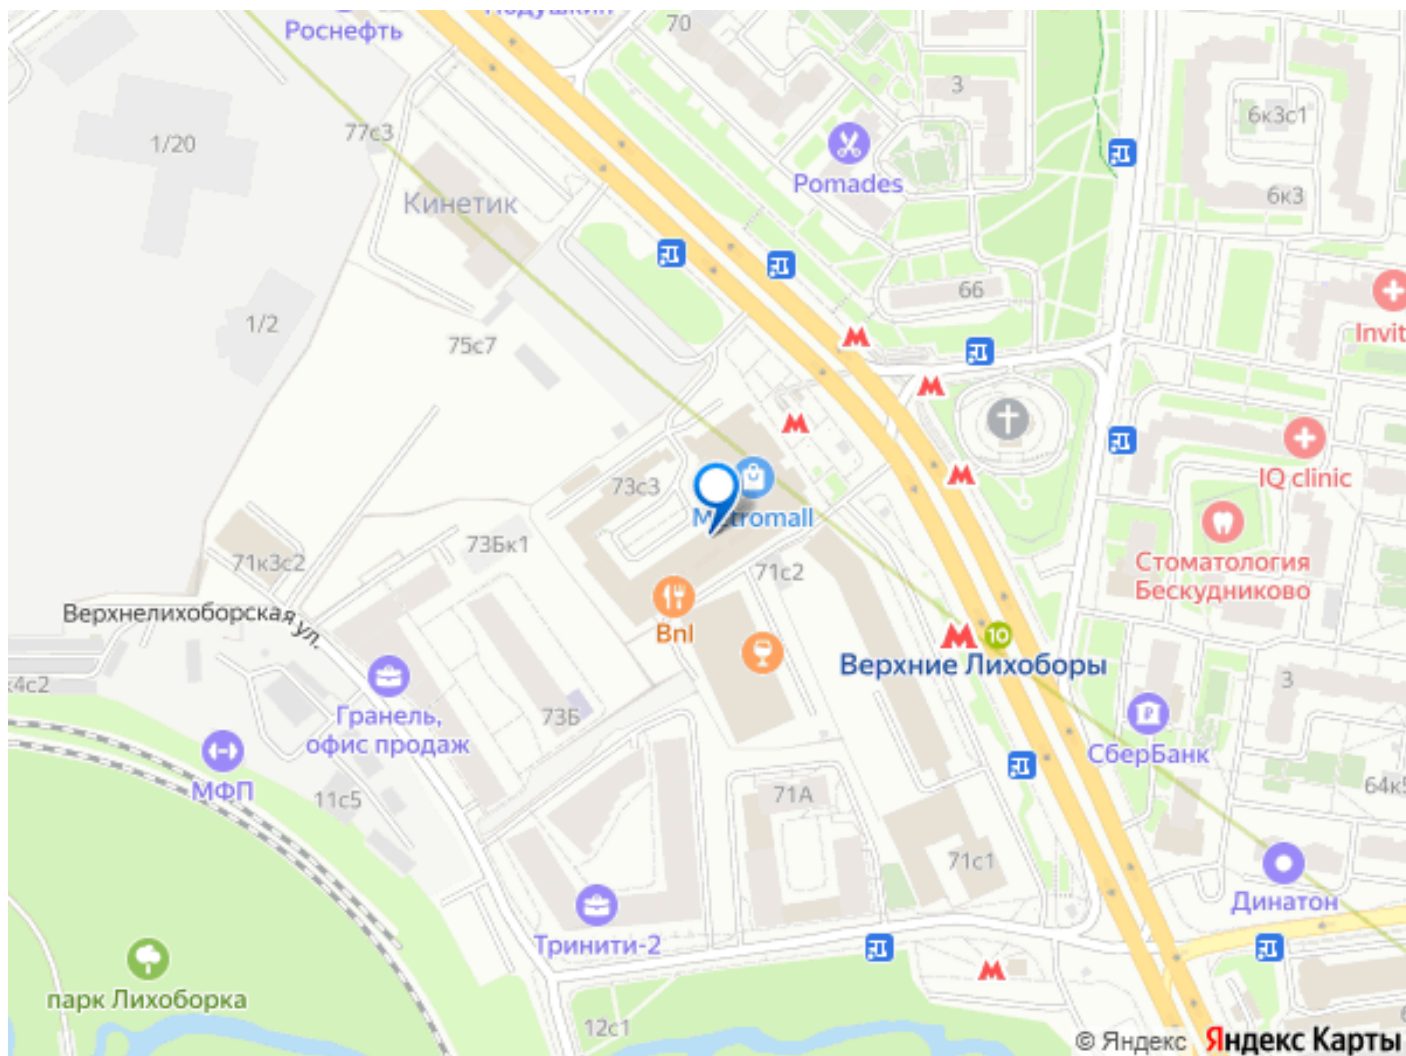 Подушкин
Роснефть
70
3
1/20
77с3
6к3с1
Pomades
6к3
Кинетик
66
1/2
75с7
Invit
IQ clinic
73с3
Metromall
73Бк1
71к3с2
71с2
Стоматология
Бескудниково
Верхнелихоборская ул.
Bnl
10
Верхние Лихоборы
к4с2
3
73Б
Гранель,
офис продаж
СберБанк
МФП
11с5
71А
64к5
71с1
Динатон
Тринити-2
парк Лихоборка
12с1
© Яндекс Яндекс Карты